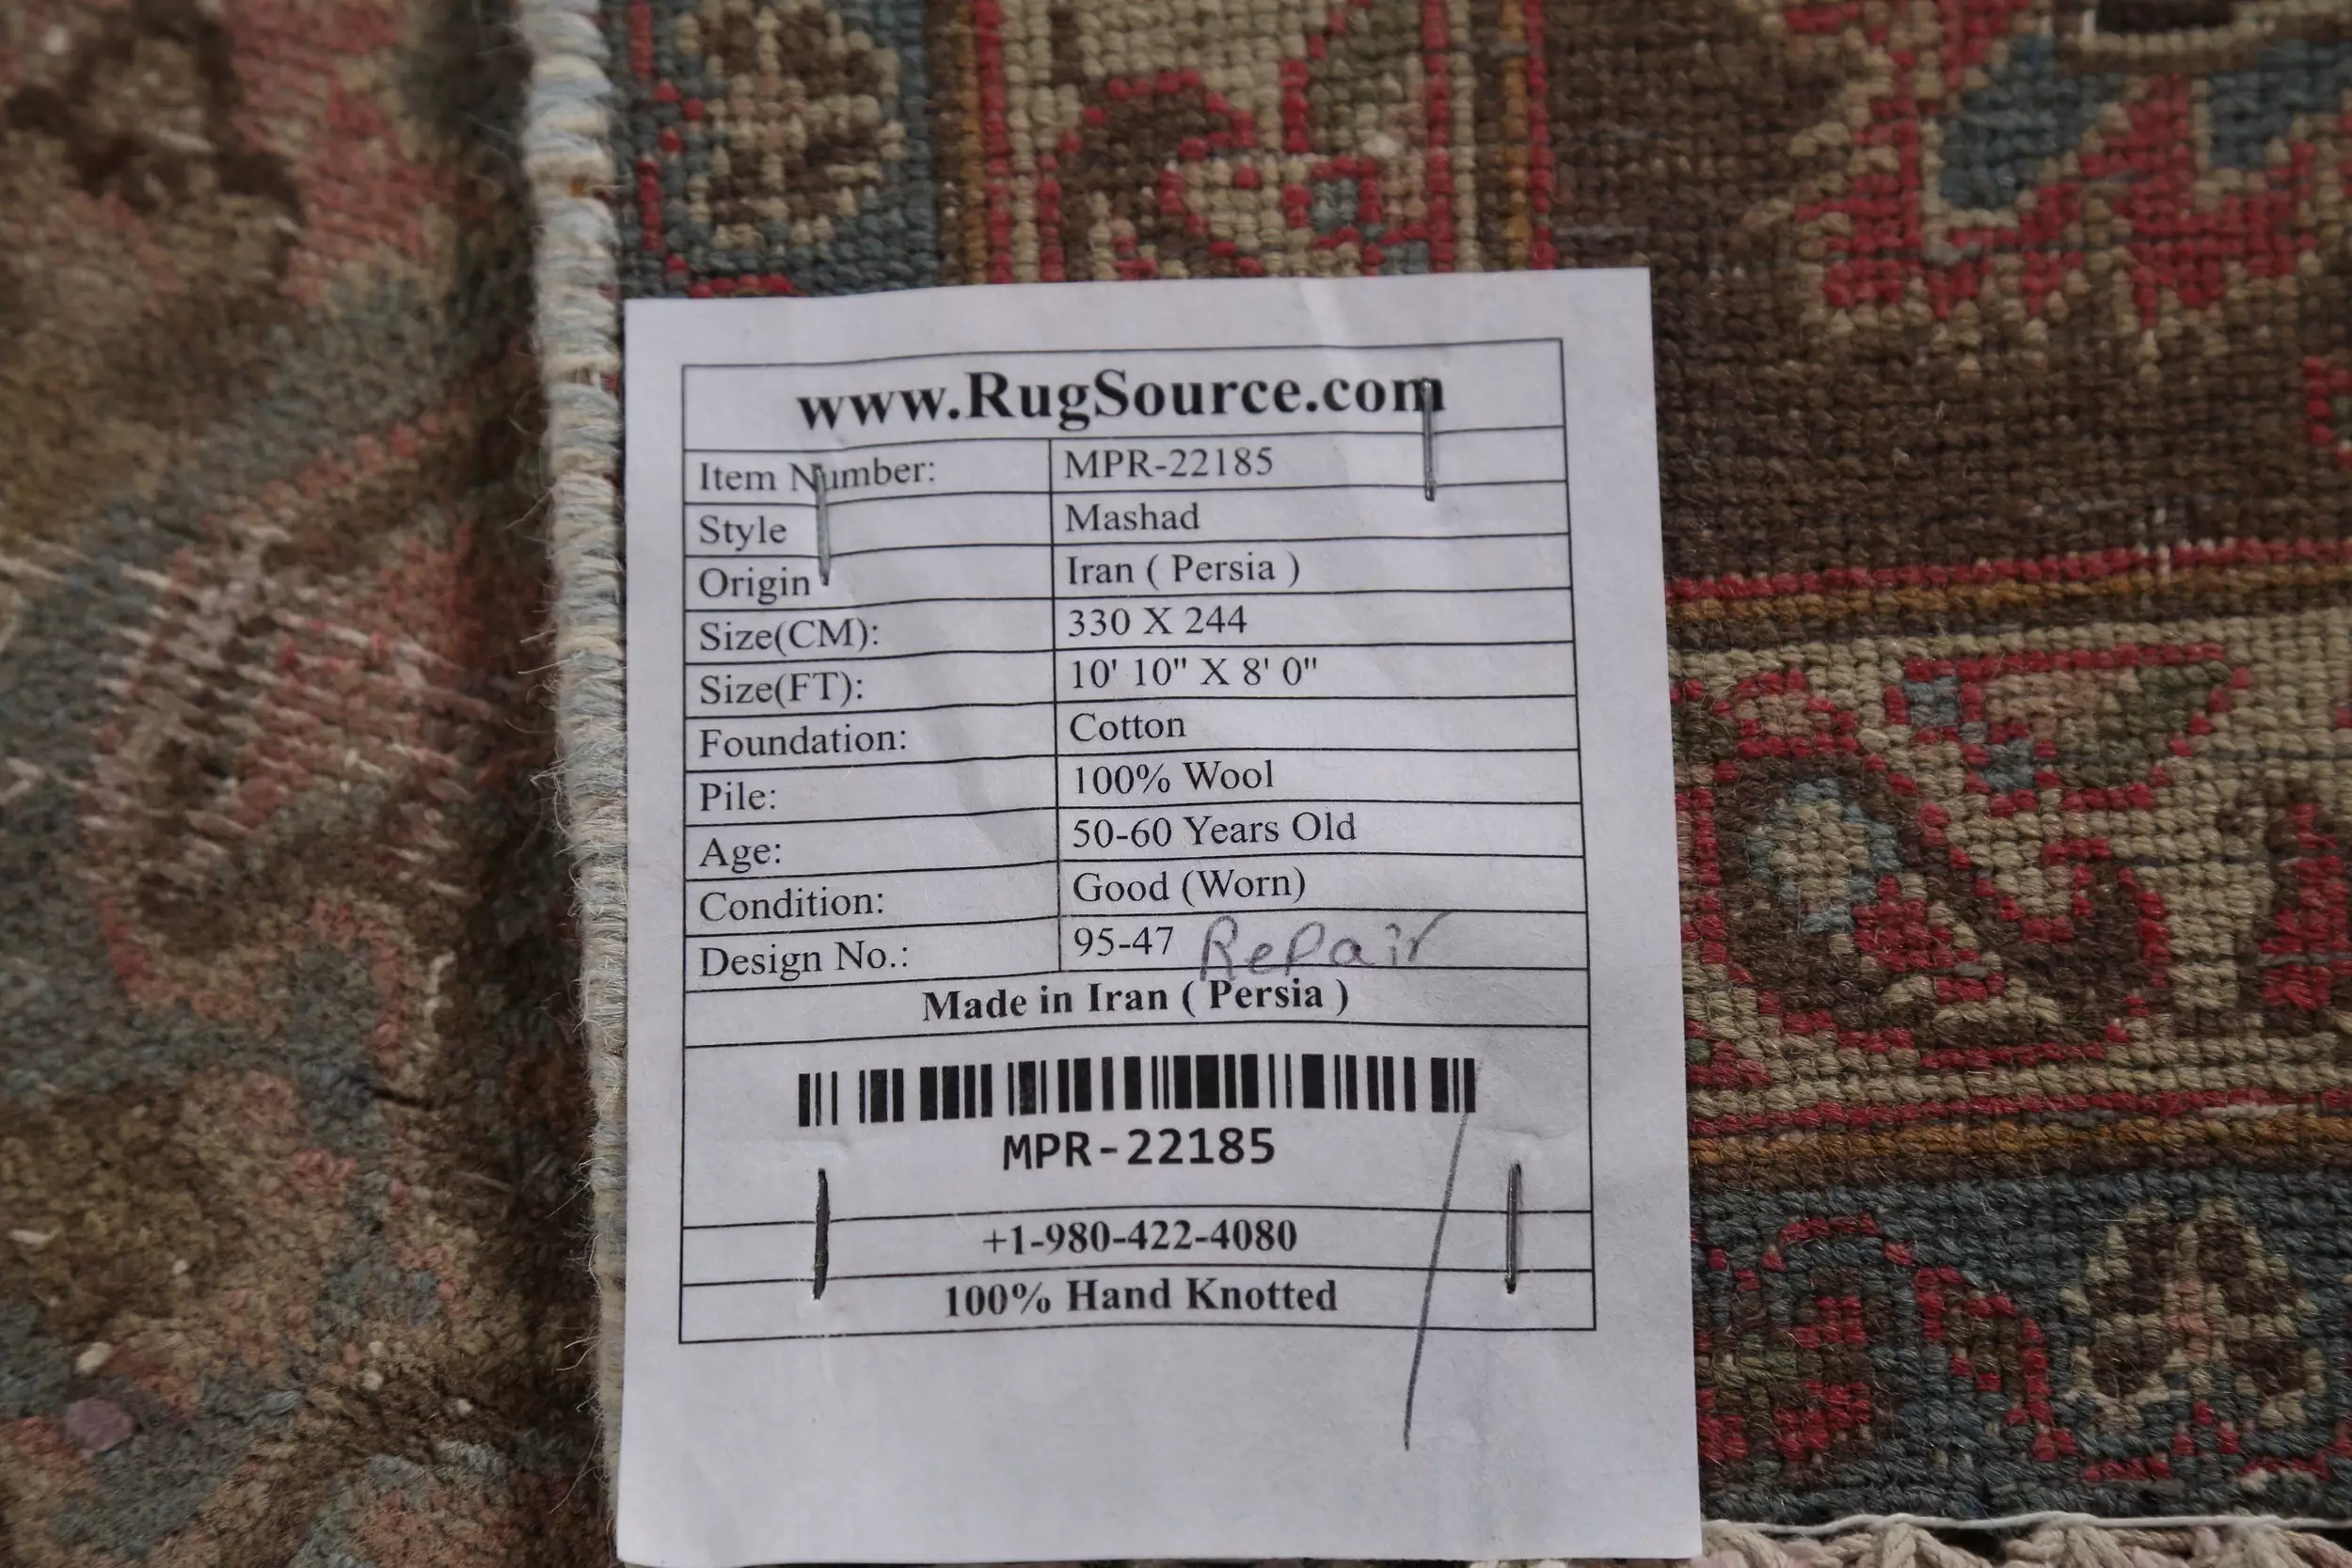 www.RugSource.com
Item Number: MPR-22185
Style Mashad
Origin Iran ( Persia )
Size(CM): 330 X 244
Size(FT): 10' 10" X 8' 0"
Foundation: Cotton
Pile: 100% Wool
Age: 50-60 Years Old
Condition: Good (Worn)
Design No.: 95-47 Repair
Made in Iran ( Persia )
MPR-22185
+1-980-422-4080
100% Hand Knotted